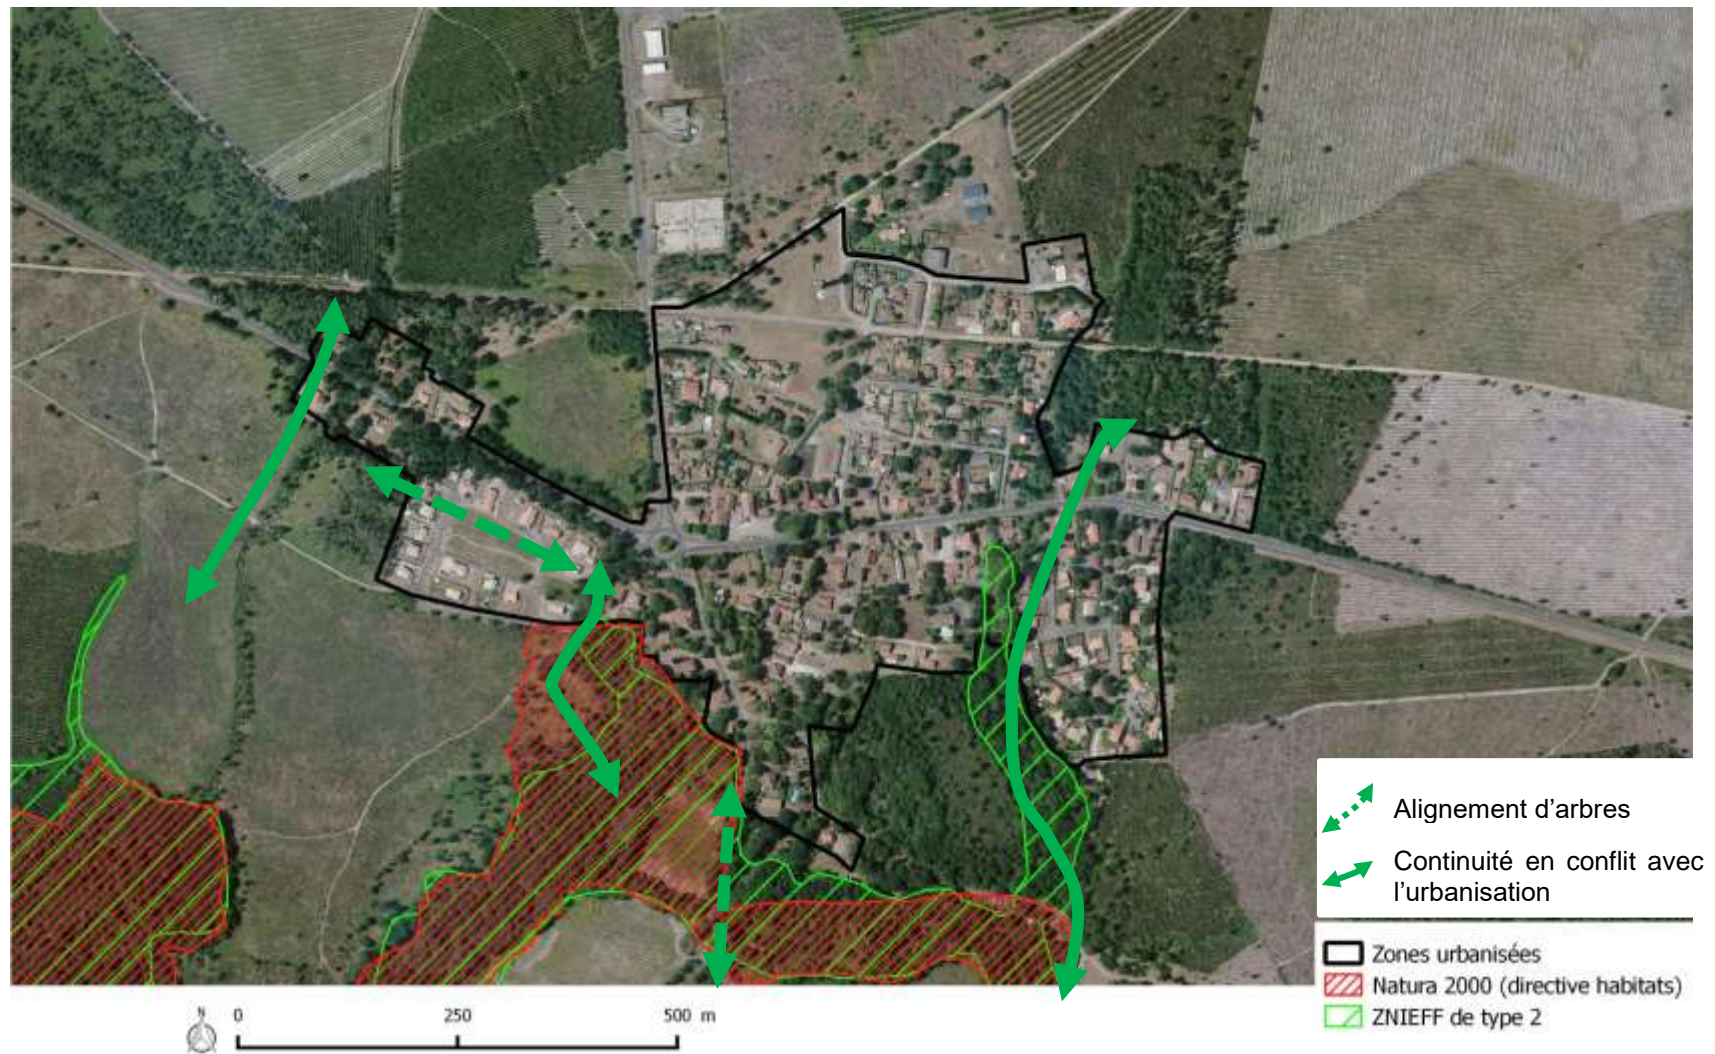 Alignement d’arbres
Continuité en conflit avec
l’urbanisation
Zones urbanisées
Natura 2000 (directive habitats)
ZNIEFF de type 2
N
0 250 500 m